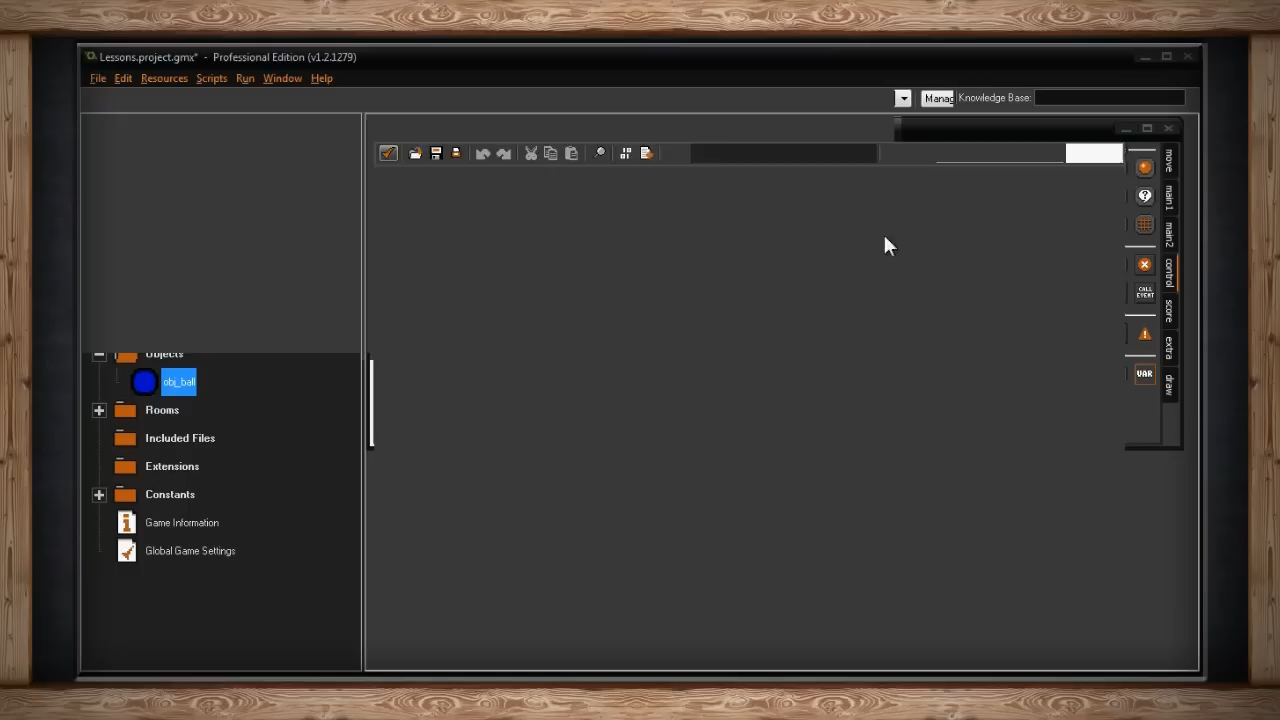 Lessons.project.gmx* - Professional Edition (v1.2.1279)
File Edit Resources Scripts Run Window Help
Manag Knowledge Base:
move
main1
main2
control
score
extra
draw
CALL
EVENT
VAR
Objects
obj_ball
Rooms
Included Files
Extensions
Constants
Game Information
Global Game Settings